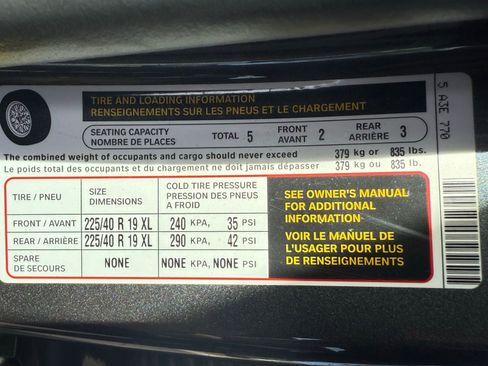 TIRE AND LOADING INFORMATION
RENSEIGNEMENTS SUR LES PNEUS ET LE CHARGEMENT
SEATING CAPACITY
NOMBRE DE PLACES
TOTAL 5
FRONT
AVANT 2
REAR
ARRIÈRE 3
The combined weight of occupants and cargo should never exceed 379 kg or 835 lbs.
Le poids total des occupants et du chargement ne doit jamais dépasser 379 kg ou 835 lb.
TIRE / PNEU
SIZE
DIMENSIONS
COLD TIRE PRESSURE
PRESSION DES PNEUS
À FROIS
FRONT / AVANT 225/40 R 19 XL 240 KPA, 35 PSI
REAR / ARRIÈRE 225/40 R 19 XL 290 KPA, 42 PSI
SPARE
DE SECOURS NONE NONE KPA, NONE PSI
SEE OWNER'S MANUAL
FOR ADDITIONAL
INFORMATION
VOIR LE MAÑUEL DE
L'USAGER POUR PLUS
DE RENSEIGNEMENTS
5 A3E 770